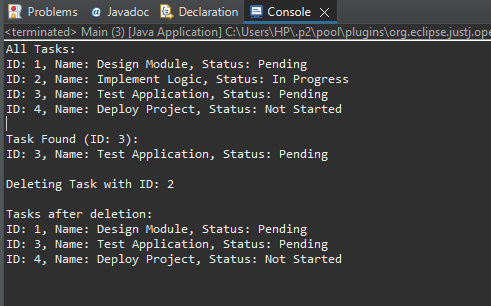 Problems Javadoc Declaration Console
<terminated> Main (3) [Java Application] C:\Users\HP\.p2\pool\plugins\org.eclipse.justj.ope
All Tasks:
ID: 1, Name: Design Module, Status: Pending
ID: 2, Name: Implement Logic, Status: In Progress
ID: 3, Name: Test Application, Status: Pending
ID: 4, Name: Deploy Project, Status: Not Started
Task Found (ID: 3):
ID: 3, Name: Test Application, Status: Pending
Deleting Task with ID: 2
Tasks after deletion:
ID: 1, Name: Design Module, Status: Pending
ID: 3, Name: Test Application, Status: Pending
ID: 4, Name: Deploy Project, Status: Not Started